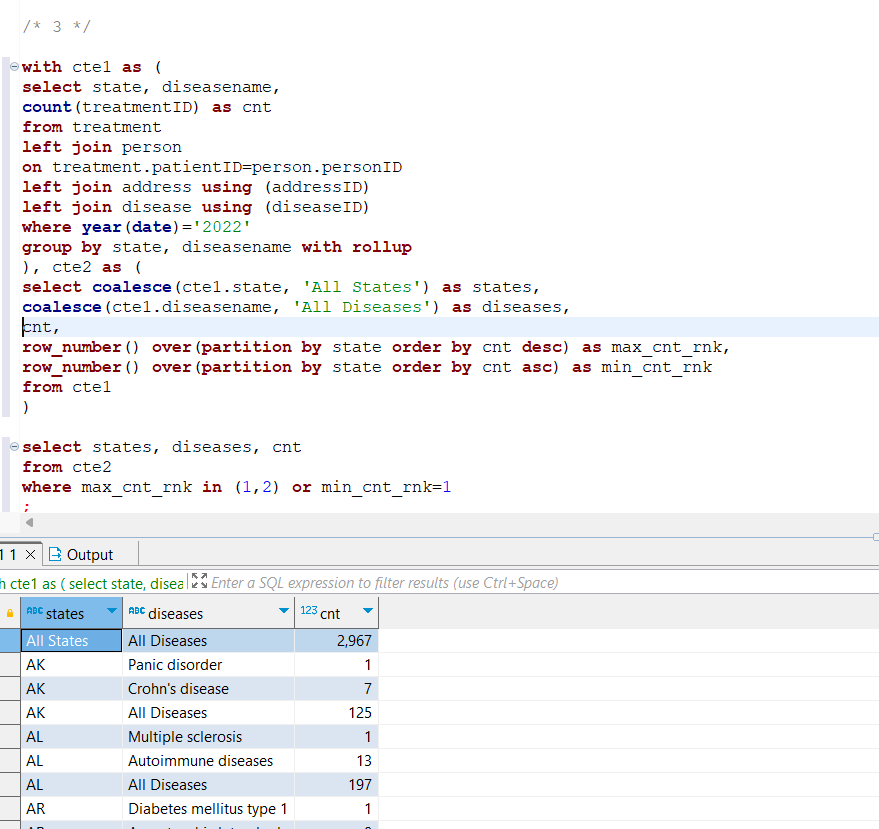 /* 3 */
with cte1 as (
select state, diseasename,
count(treatmentID) as cnt
from treatment
left join person
on treatment.patientID=person.personID
left join address using (addressID)
left join disease using (diseaseID)
where year(date)='2022'
group by state, diseasename with rollup
), cte2 as (
select coalesce(cte1.state, 'All States') as states,
coalesce(cte1.diseasename, 'All Diseases') as diseases,
cnt,
row_number() over(partition by state order by cnt desc) as max_cnt_rnk,
row_number() over(partition by state order by cnt asc) as min_cnt_rnk
from cte1
)
select states, diseases, cnt
from cte2
where max_cnt_rnk in (1,2) or min_cnt_rnk=1
;
1 1 Output
h cte1 as ( select state, disea Enter a SQL expression to filter results (use Ctrl+Space)
ABC states ABC diseases 123 cnt
All States All Diseases 2,967
AK Panic disorder 1
AK Crohn's disease 7
AK All Diseases 125
AL Multiple sclerosis 1
AL Autoimmune diseases 13
AL All Diseases 197
AR Diabetes mellitus type 1 1